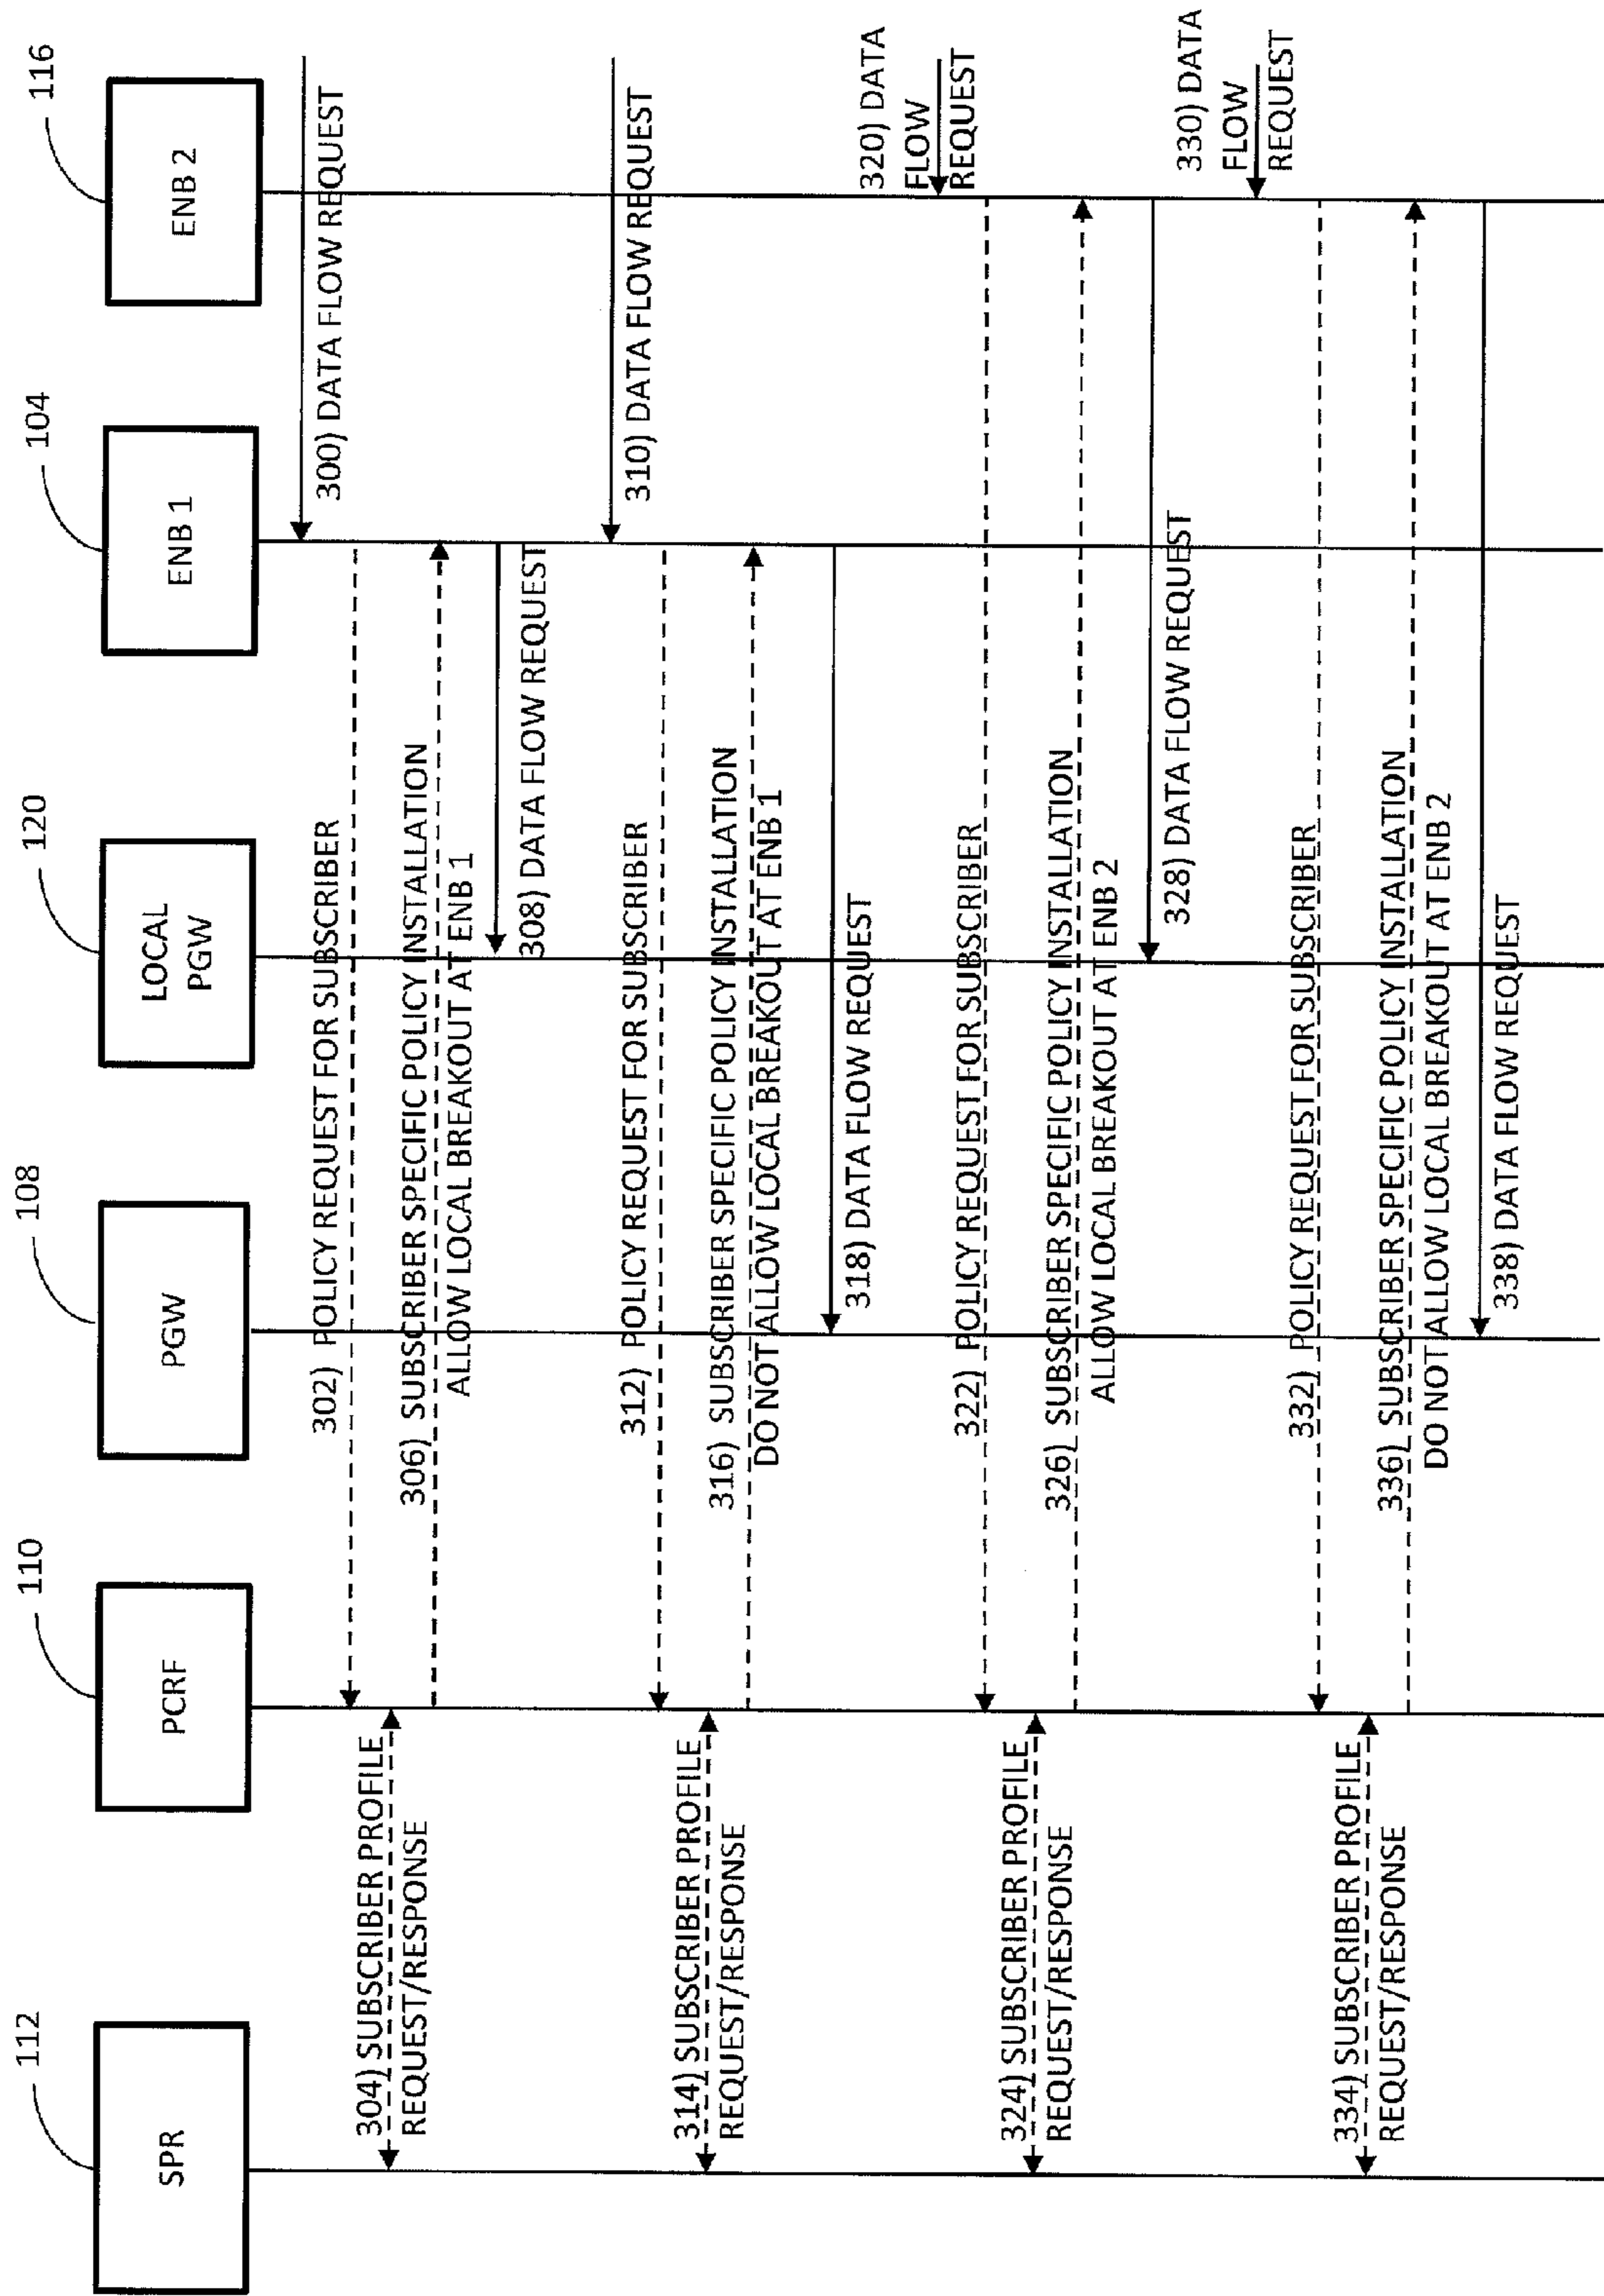 112
110
108
120
104
116
SPR
PCRF
PGW
LOCAL
PGW
ENB 1
ENB 2
300) DATA FLOW REQUEST
302) POLICY REQUEST FOR SUBSCRIBER
304) SUBSCRIBER PROFILE
REQUEST/RESPONSE
306) SUBSCRIBER SPECIFIC POLICY INSTALLATION
ALLOW LOCAL BREAKOUT AT ENB 1
308) DATA FLOW REQUEST
310) DATA FLOW REQUEST
312) POLICY REQUEST FOR SUBSCRIBER
314) SUBSCRIBER PROFILE
REQUEST/RESPONSE
316) SUBSCRIBER SPECIFIC POLICY INSTALLATION
DO NOT ALLOW LOCAL BREAKOUT AT ENB 1
318) DATA FLOW REQUEST
320) DATA
FLOW
REQUEST
322) POLICY REQUEST FOR SUBSCRIBER
324) SUBSCRIBER PROFILE
REQUEST/RESPONSE
326) SUBSCRIBER SPECIFIC POLICY INSTALLATION
ALLOW LOCAL BREAKOUT AT ENB 2
328) DATA FLOW REQUEST
330) DATA
FLOW
REQUEST
332) POLICY REQUEST FOR SUBSCRIBER
334) SUBSCRIBER PROFILE
REQUEST/RESPONSE
336) SUBSCRIBER SPECIFIC POLICY INSTALLATION
DO NOT ALLOW LOCAL BREAKOUT AT ENB 2
338) DATA FLOW REQUEST